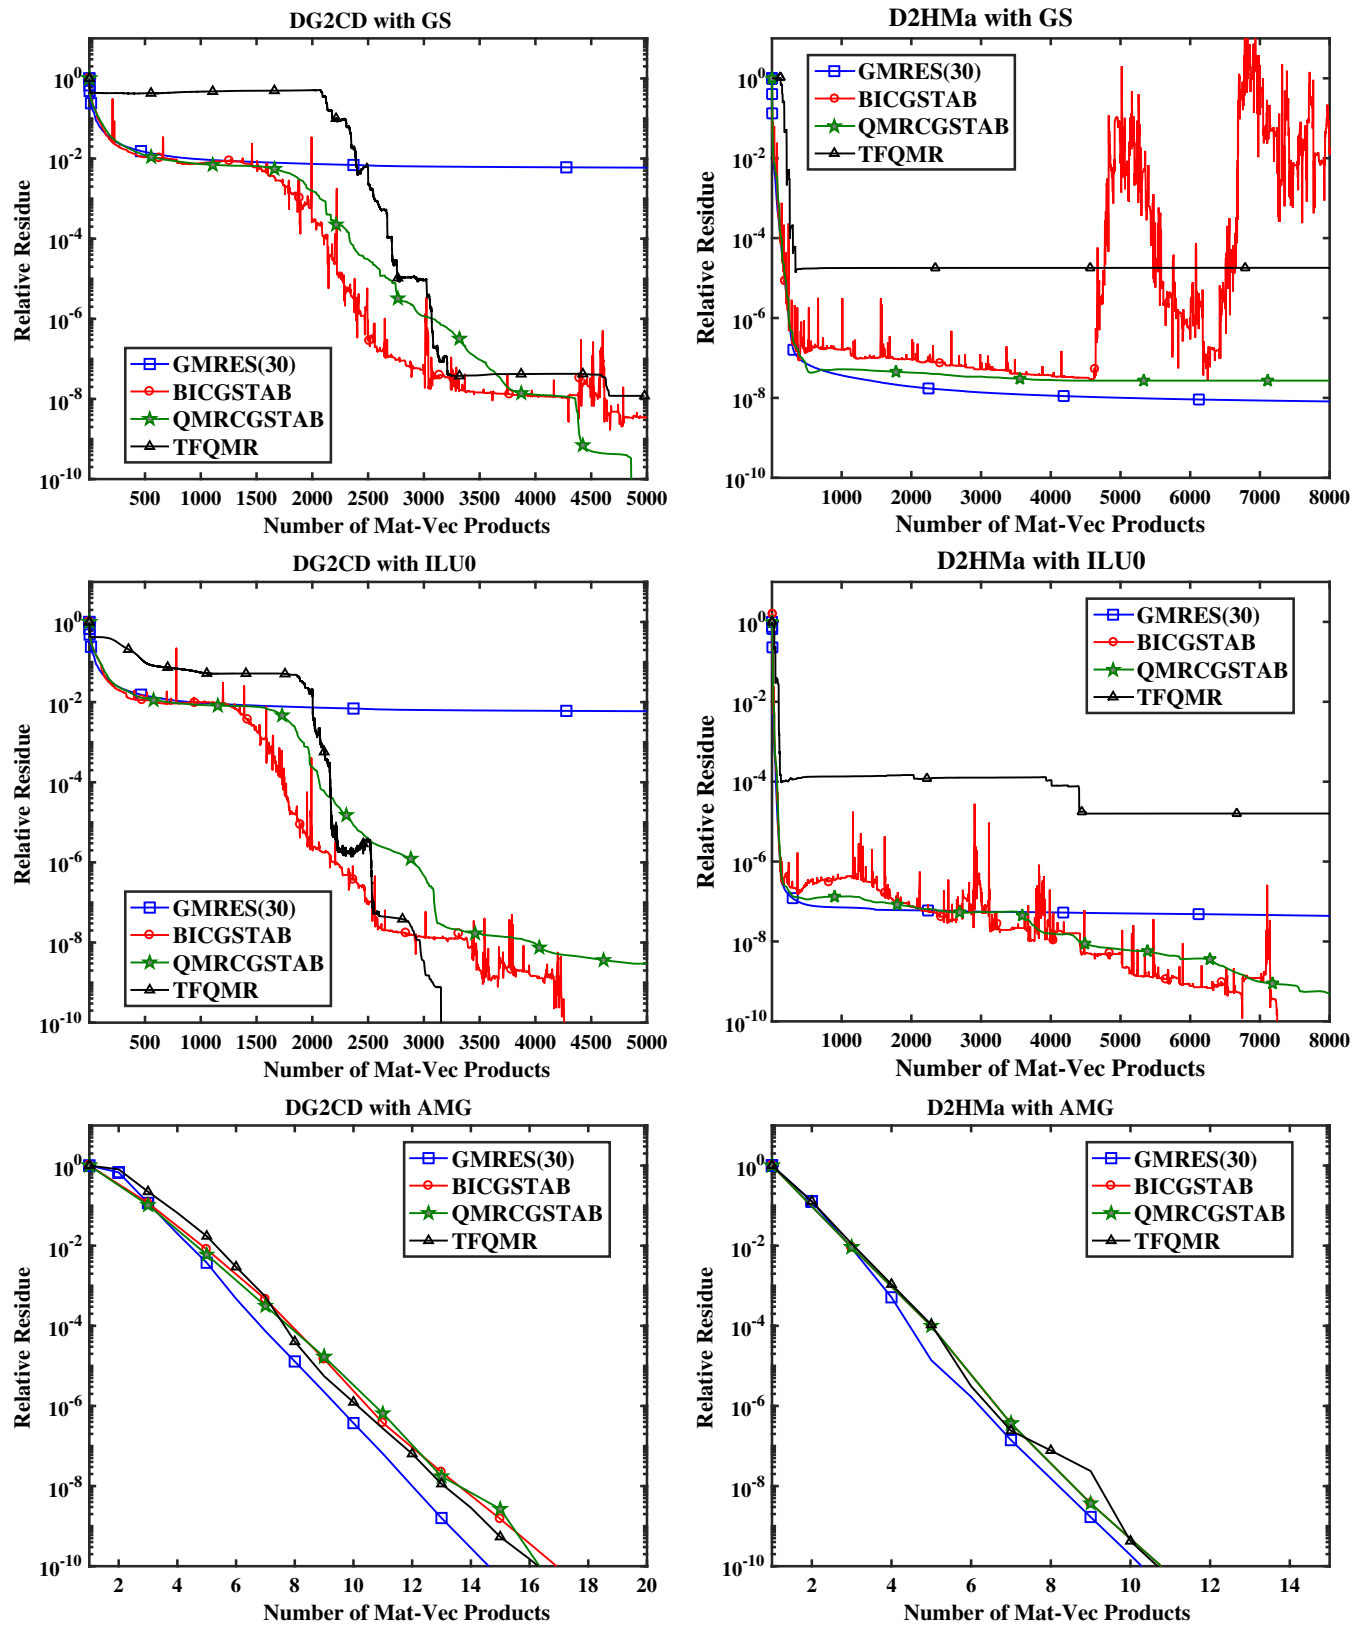 DG2CD with GS
10^0
10^-2
10^-4
10^-6
10^-8
10^-10
Relative Residue
GMRES(30)
BICGSTAB
QMRCGSTAB
TFQMR
500 1000 1500 2000 2500 3000 3500 4000 4500 5000
Number of Mat-Vec Products
D2HMa with GS
10^0
10^-2
10^-4
10^-6
10^-8
10^-10
Relative Residue
GMRES(30)
BICGSTAB
QMRCGSTAB
TFQMR
1000 2000 3000 4000 5000 6000 7000 8000
Number of Mat-Vec Products
DG2CD with ILU0
10^0
10^-2
10^-4
10^-6
10^-8
10^-10
Relative Residue
GMRES(30)
BICGSTAB
QMRCGSTAB
TFQMR
500 1000 1500 2000 2500 3000 3500 4000 4500 5000
Number of Mat-Vec Products
D2HMa with ILU0
10^0
10^-2
10^-4
10^-6
10^-8
10^-10
Relative Residue
GMRES(30)
BICGSTAB
QMRCGSTAB
TFQMR
1000 2000 3000 4000 5000 6000 7000 8000
Number of Mat-Vec Products
DG2CD with AMG
10^0
10^-2
10^-4
10^-6
10^-8
10^-10
Relative Residue
GMRES(30)
BICGSTAB
QMRCGSTAB
TFQMR
2 4 6 8 10 12 14 16 18 20
Number of Mat-Vec Products
D2HMa with AMG
10^0
10^-2
10^-4
10^-6
10^-8
10^-10
Relative Residue
GMRES(30)
BICGSTAB
QMRCGSTAB
TFQMR
2 4 6 8 10 12 14
Number of Mat-Vec Products